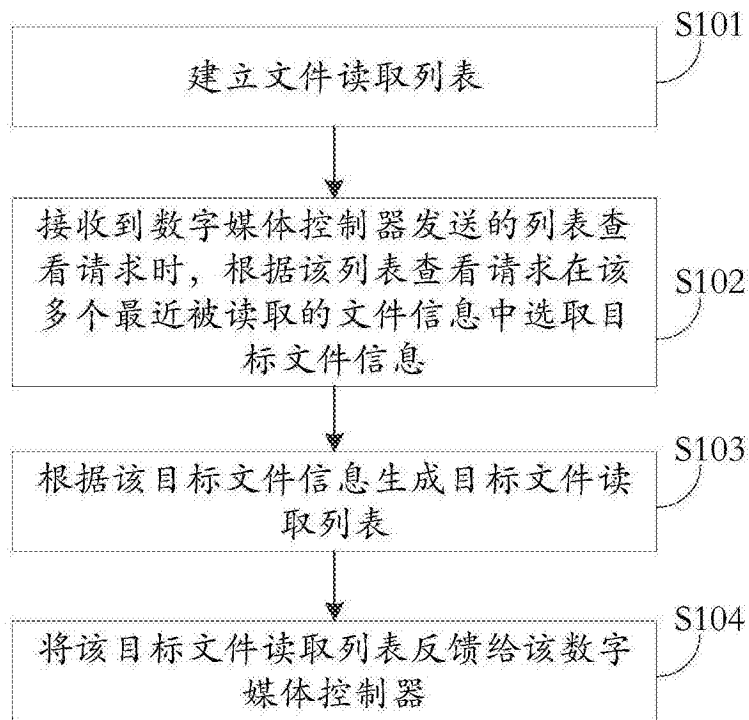 S101
建立文件读取列表
接收到数字媒体控制器发送的列表查
看请求时，根据该列表查看请求在该
多个最近被读取的文件信息中选取目
标文件信息
S102
根据该目标文件信息生成目标文件读
取列表
S103
将该目标文件读取列表反馈给该数字
媒体控制器
S104